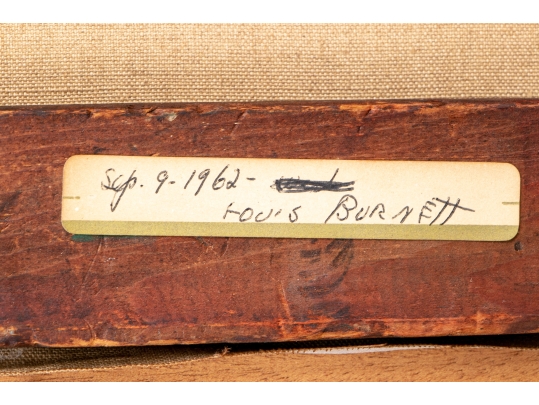 Sep. 9-1962-
Louis BURNETT